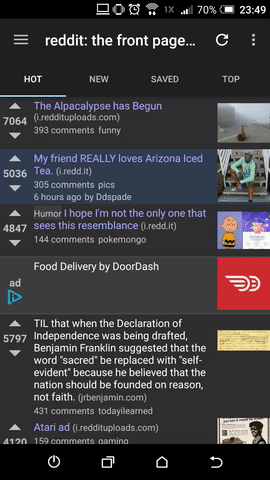 1X 70% 23:49
reddit: the front page...
HOT NEW SAVED TOP
The Alpacalypse has Begun
7064 (i.reddituploads.com)
393 comments funny
My friend REALLY loves Arizona Iced
5036 Tea. (i.redd.it)
305 comments pics
6 hours ago by Ddspade
Humor I hope I'm not the only one that
4847 sees this resemblance (i.redd.it)
144 comments pokemongo
Food Delivery by DoorDash
ad
TIL that when the Declaration of
5797 Independence was being drafted,
Benjamin Franklin suggested that the
word "sacred" be replaced with "self-
evident" because he believed that the
nation should be founded on reason,
not faith. (jrbenjamin.com)
431 comments todayilearned
Atari ad (i.reddituploads.com)
4120 159 comments gaming